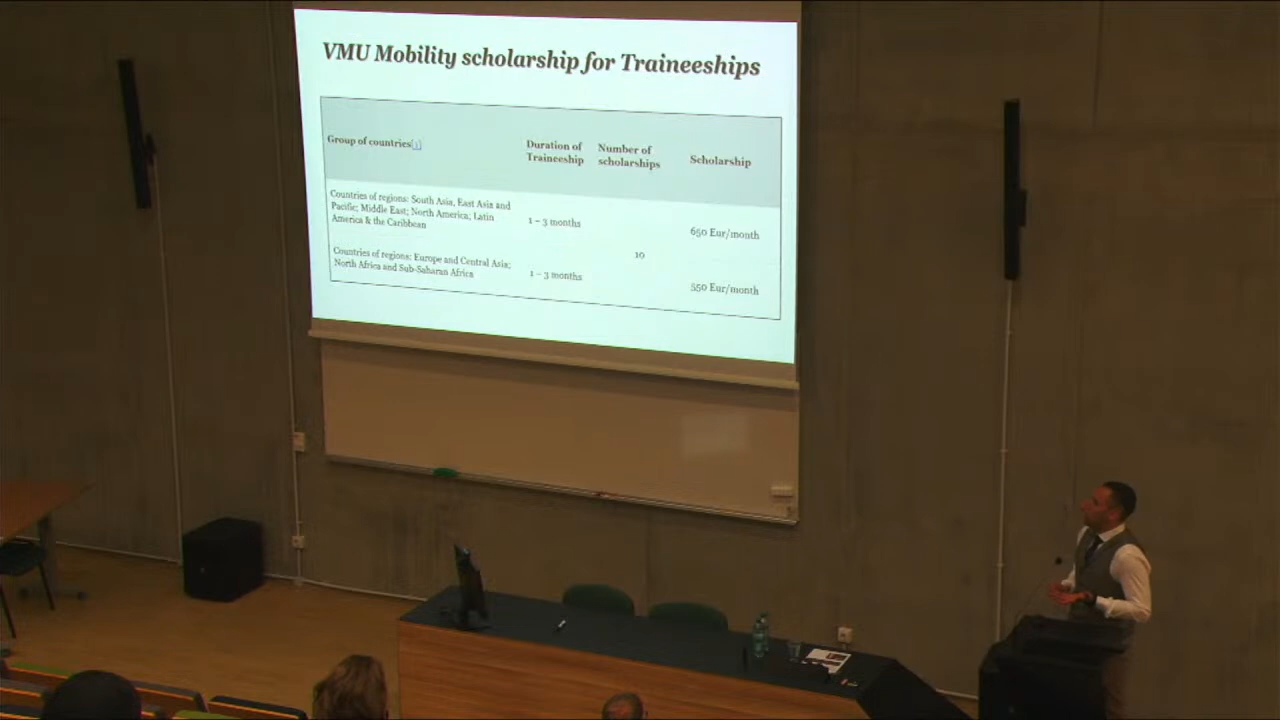 VMU Mobility scholarship for Traineeships
Group of countries[1]
Duration of
Traineeship
Number of
scholarships
Scholarship
Countries of regions: South Asia, East Asia and
Pacific; Middle East; North America; Latin
America & the Caribbean
1 – 3 months
650 Eur/month
10
Countries of regions: Europe and Central Asia;
North Africa and Sub-Saharan Africa
1 – 3 months
550 Eur/month